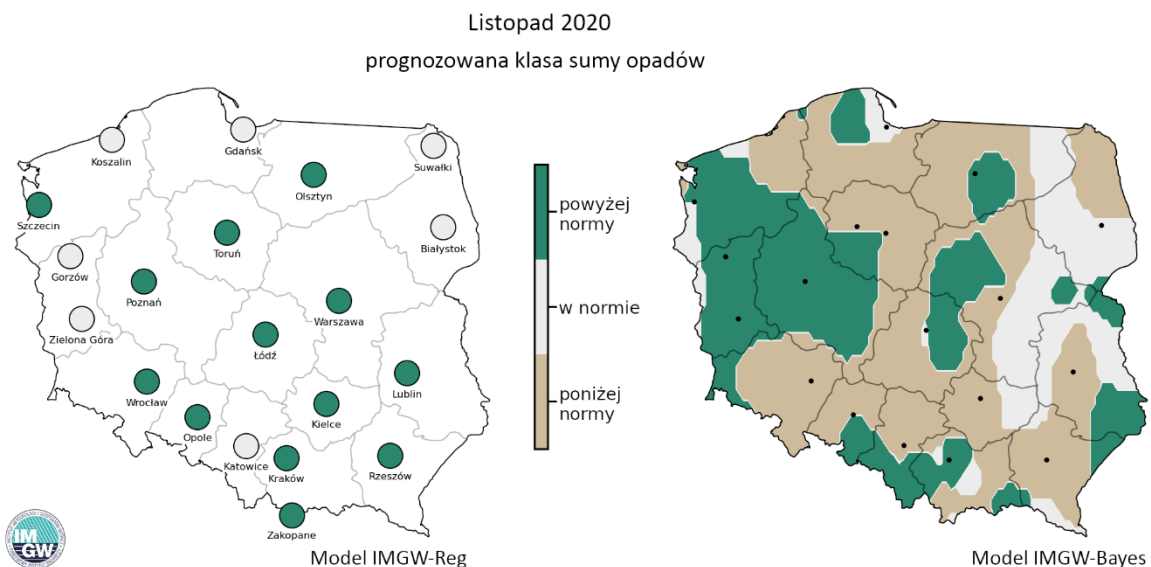 Listopad 2020
prognozowana klasa sumy opadów
Koszalin
Gdańsk
Suwałki
Olsztyn
Szczecin
Toruń
Białystok
Gorzów
Poznań
Zielona Góra
Warszawa
Łódź
Wrocław
Lublin
Opole
Kielce
Katowice
Kraków
Rzeszów
Zakopane
powyżej
normy
w normie
poniżej
normy
IM
GW
Model IMGW-Reg
Model IMGW-Bayes